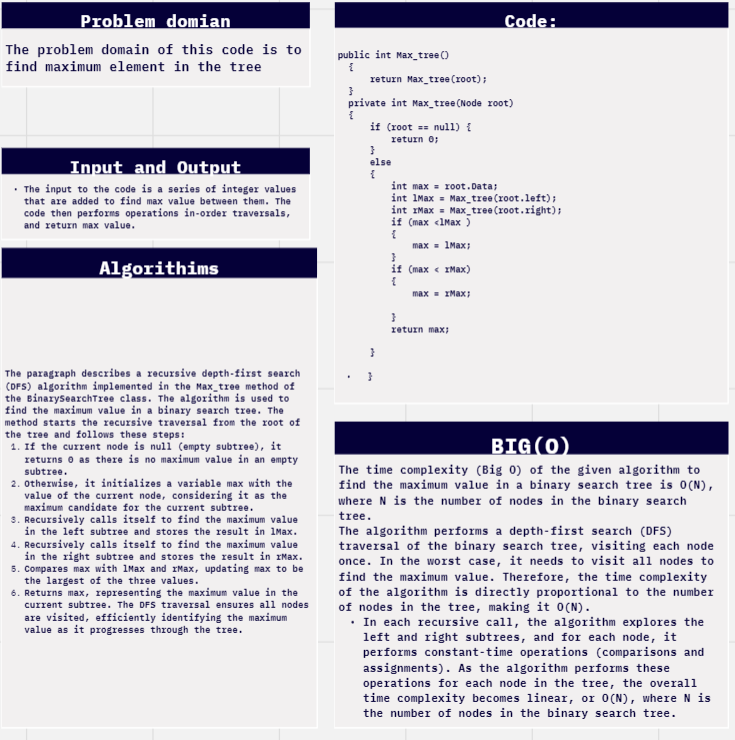 Problem domian
The problem domain of this code is to
find maximum element in the tree
Input and Output
• The input to the code is a series of integer values
that are added to find max value between them. The
code then performs operations in-order traversals,
and return max value.
Algorithims
The paragraph describes a recursive depth-first search
(DFS) algorithm implemented in the Max_tree method of
the BinarySearchTree class. The algorithm is used to
find the maximum value in a binary search tree. The
method starts the recursive traversal from the root of
the tree and follows these steps:
1. If the current node is null (empty subtree), it
returns 0 as there is no maximum value in an empty
subtree.
2. Otherwise, it initializes a variable max with the
value of the current node, considering it as the
maximum candidate for the current subtree.
3. Recursively calls itself to find the maximum value
in the left subtree and stores the result in lMax.
4. Recursively calls itself to find the maximum value
in the right subtree and stores the result in rMax.
5. Compares max with lMax and rMax, updating max to be
the largest of the three values.
6. Returns max, representing the maximum value in the
current subtree. The DFS traversal ensures all nodes
are visited, efficiently identifying the maximum
value as it progresses through the tree.
Code:
public int Max_tree()
{
return Max_tree(root);
}
private int Max_tree(Node root)
{
if (root == null) {
return 0;
}
else
{
int max = root.Data;
int lMax = Max_tree(root.left);
int rMax = Max_tree(root.right);
if (max <lMax )
{
max = lMax;
}
if (max < rMax)
{
max = rMax;
}
return max;
}
• }
BIG(O)
The time complexity (Big O) of the given algorithm to
find the maximum value in a binary search tree is O(N),
where N is the number of nodes in the binary search
tree.
The algorithm performs a depth-first search (DFS)
traversal of the binary search tree, visiting each node
once. In the worst case, it needs to visit all nodes to
find the maximum value. Therefore, the time complexity
of the algorithm is directly proportional to the number
of nodes in the tree, making it O(N).
• In each recursive call, the algorithm explores the
left and right subtrees, and for each node, it
performs constant-time operations (comparisons and
assignments). As the algorithm performs these
operations for each node in the tree, the overall
time complexity becomes linear, or O(N), where N is
the number of nodes in the binary search tree.